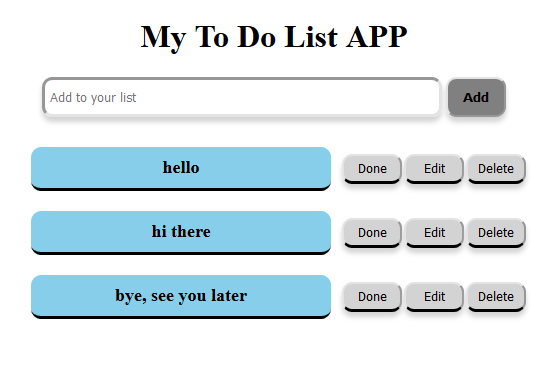 My To Do List APP
Add to your list Add
hello Done Edit Delete
hi there Done Edit Delete
bye, see you later Done Edit Delete